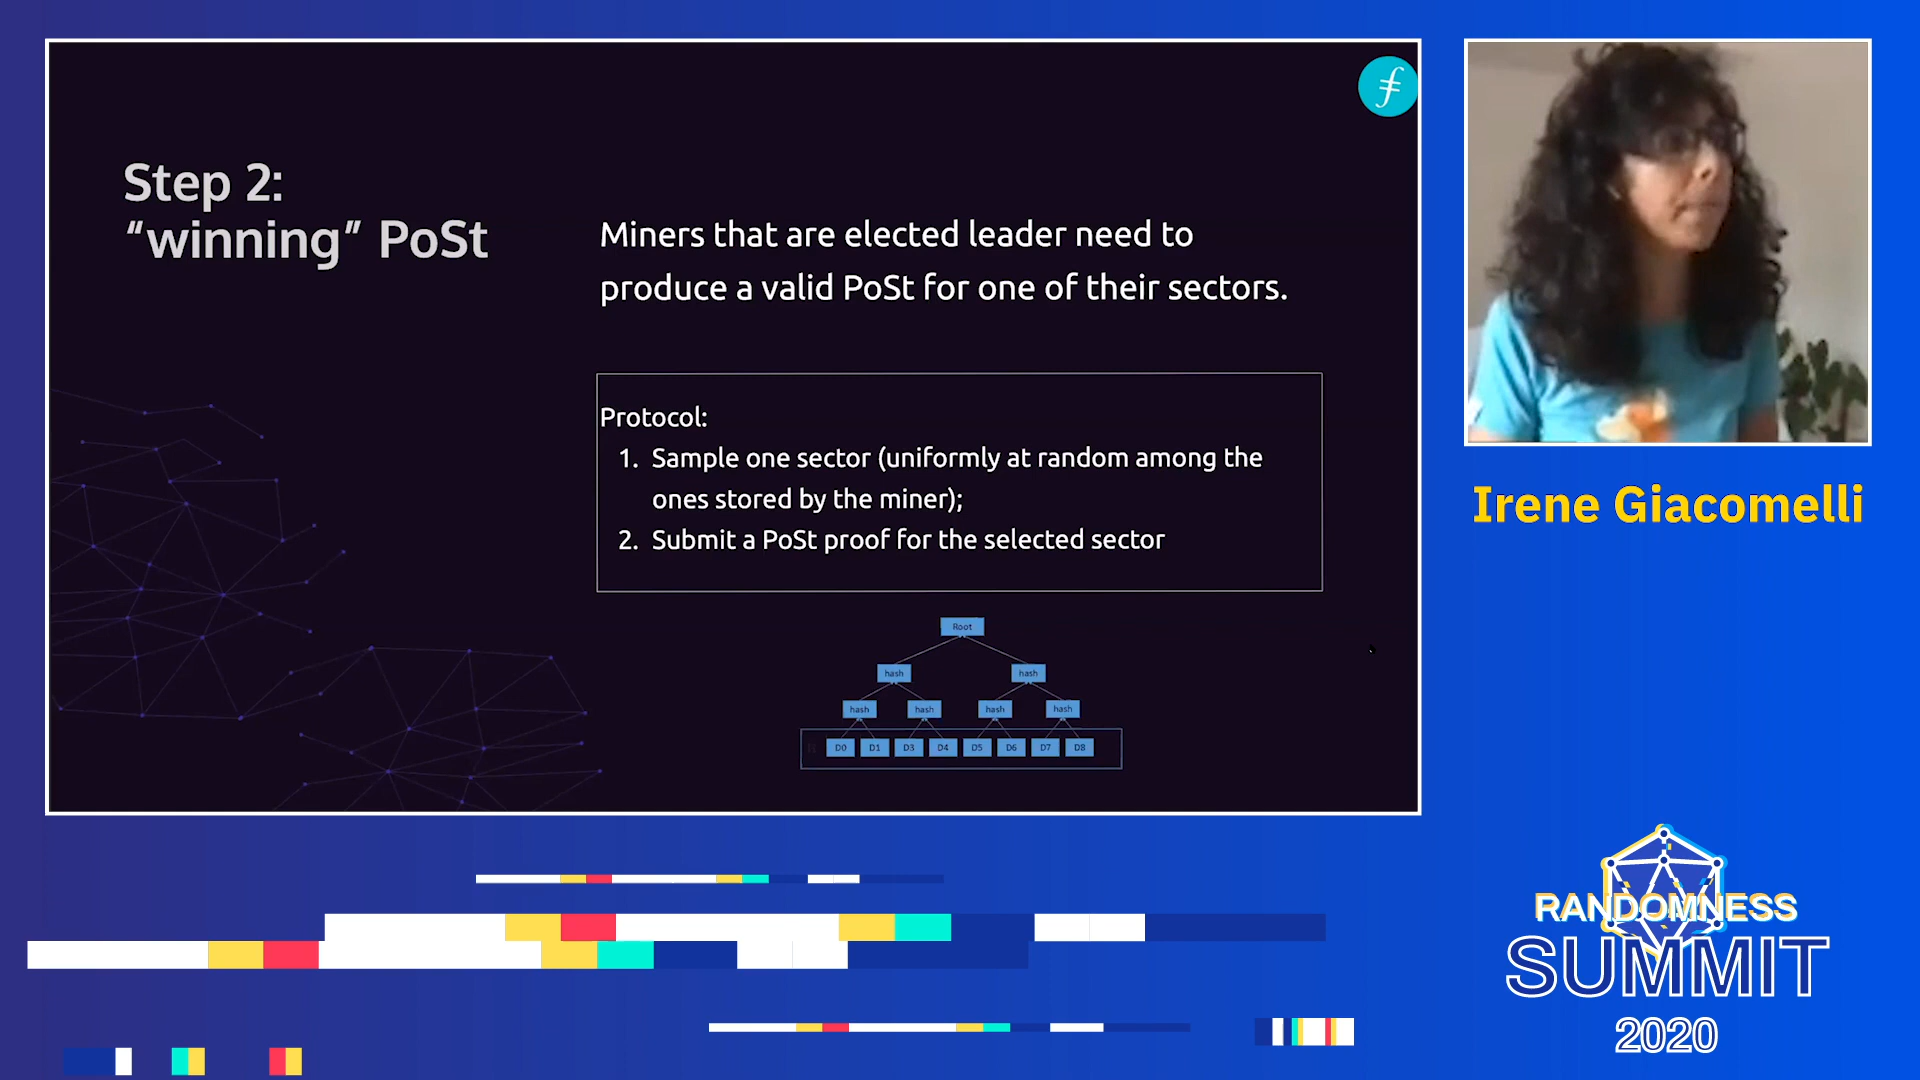 Step 2:
“winning” PoSt
Miners that are elected leader need to
produce a valid PoSt for one of their sectors.
Protocol:
1. Sample one sector (uniformly at random among the
ones stored by the miner);
2. Submit a PoSt proof for the selected sector
Root
hash hash
hash hash hash hash
D0 D1 D3 D4 D5 D6 D7 D8
Irene Giacomelli
RANDOMNESS
SUMMIT
2020